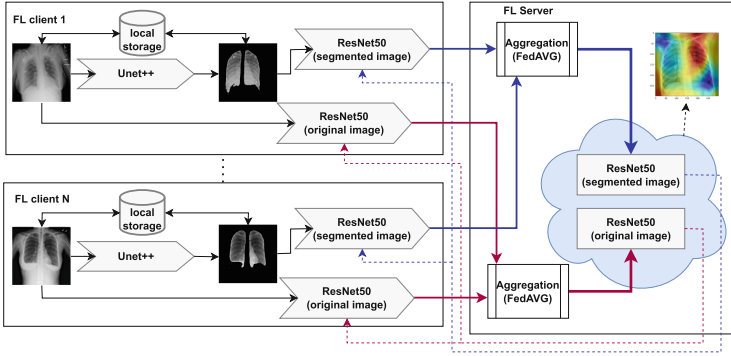 FL client 1
local
storage
Unet++
ResNet50
(segmented image)
ResNet50
(original image)
FL client N
local
storage
Unet++
ResNet50
(segmented image)
ResNet50
(original image)
FL Server
Aggregation
(FedAVG)
ResNet50
(segmented image)
ResNet50
(original image)
Aggregation
(FedAVG)